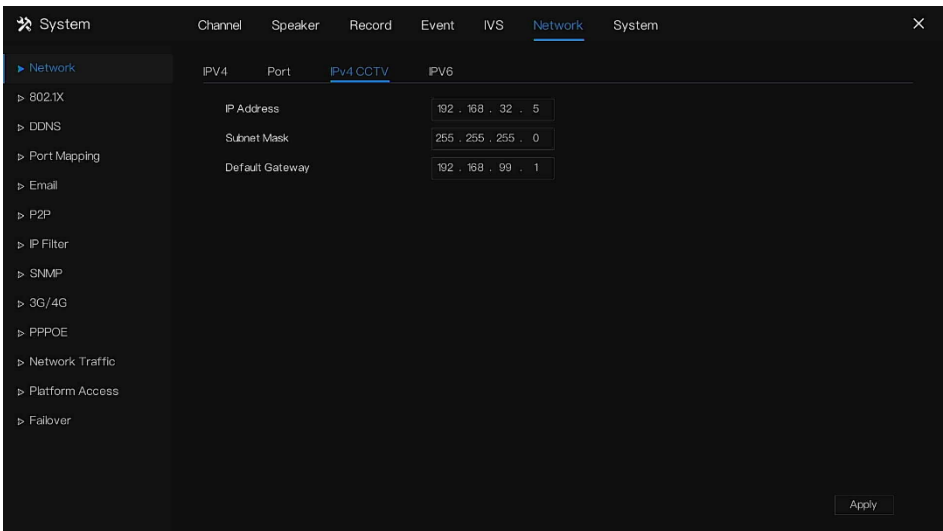 System Channel Speaker Record Event IVS Network System
Network
802.1X
DDNS
Port Mapping
Email
P2P
IP Filter
SNMP
3G/4G
PPPOE
Network Traffic
Platform Access
Failover
IPV4 Port IPv4 CCTV IPV6
IP Address 192 . 168 . 32 . 5
Subnet Mask 255 . 255 . 255 . 0
Default Gateway 192 . 168 . 99 . 1
Apply